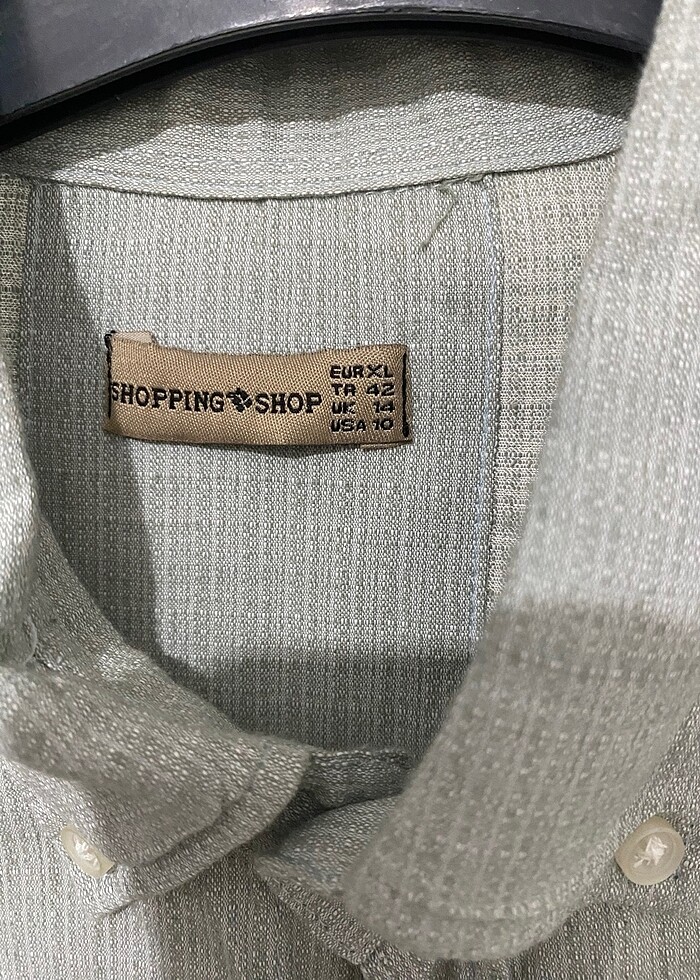 SHOPPING SHOP
EUR XL
TR 42
UK 14
USA 10